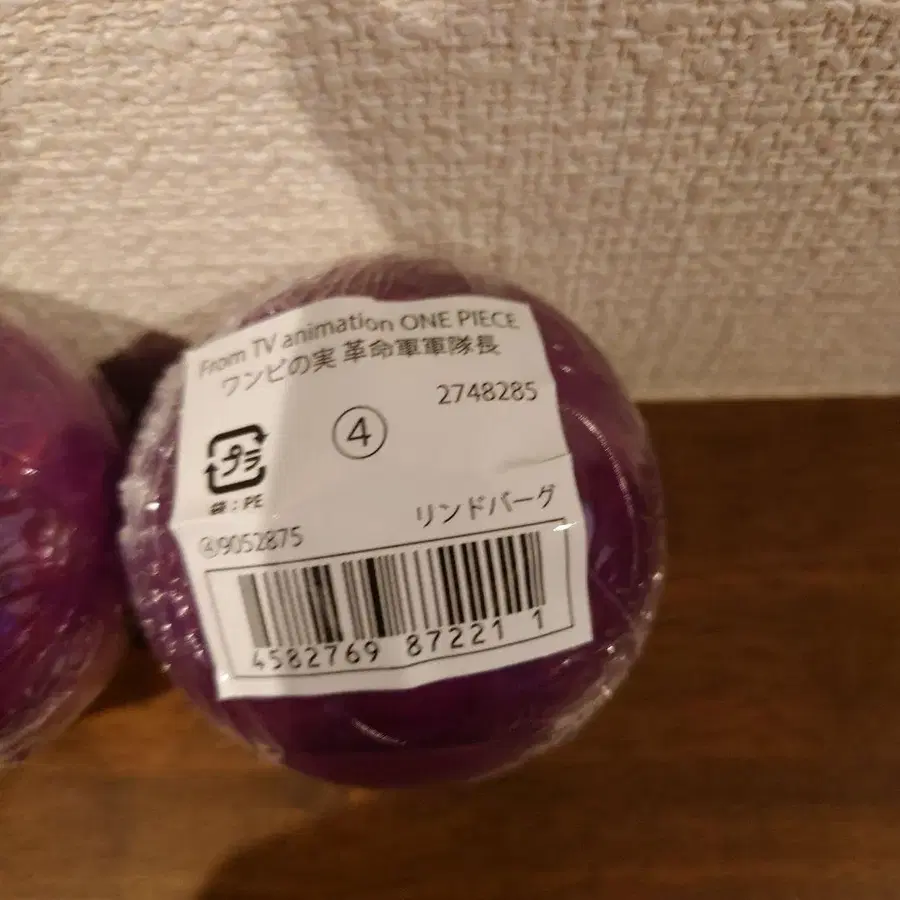 From TV animation ONE PIECE
ワンピの実 革命軍軍隊長
2748285
④
プラ
袋：PE
リンドバーグ
④9052875
4582769 87221 1